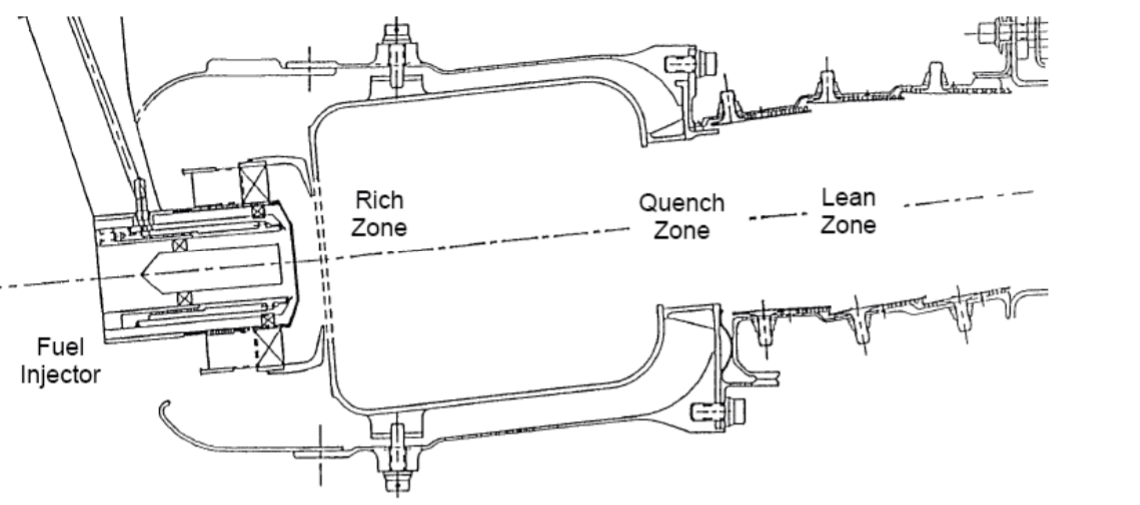 Rich
Zone
Quench
Zone
Lean
Zone
Fuel
Injector